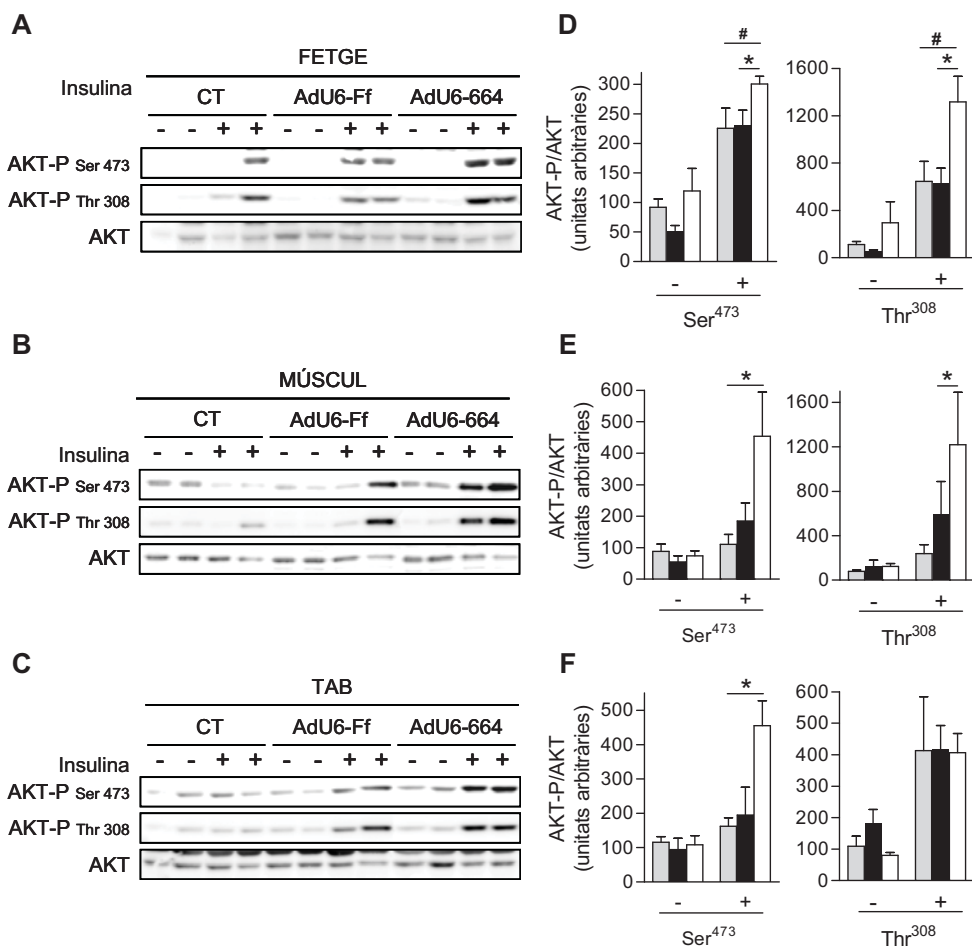 A
FETGE
Insulina
CT AdU6-Ff AdU6-664
- - + + - - + + - - + +
AKT-P Ser 473
AKT-P Thr 308
AKT
B
MÚSCUL
CT AdU6-Ff AdU6-664
Insulina - - + + - - + + - - + +
AKT-P Ser 473
AKT-P Thr 308
AKT
C
TAB
CT AdU6-Ff AdU6-664
Insulina - - + + - - + + - - + +
AKT-P Ser 473
AKT-P Thr 308
AKT
D
AKT-P/AKT
(unitats arbitràries)
300
250
200
150
100
50
0
#
*
- +
Ser473
1600
1200
800
400
0
#
*
- +
Thr308
E
AKT-P/AKT
(unitats arbitràries)
600
500
400
300
200
100
0
*
- +
Ser473
1600
1200
800
400
0
*
- +
Thr308
F
AKT-P/AKT
(unitats arbitràries)
500
400
300
200
100
0
*
- +
Ser473
600
500
400
300
200
100
0
- +
Thr308